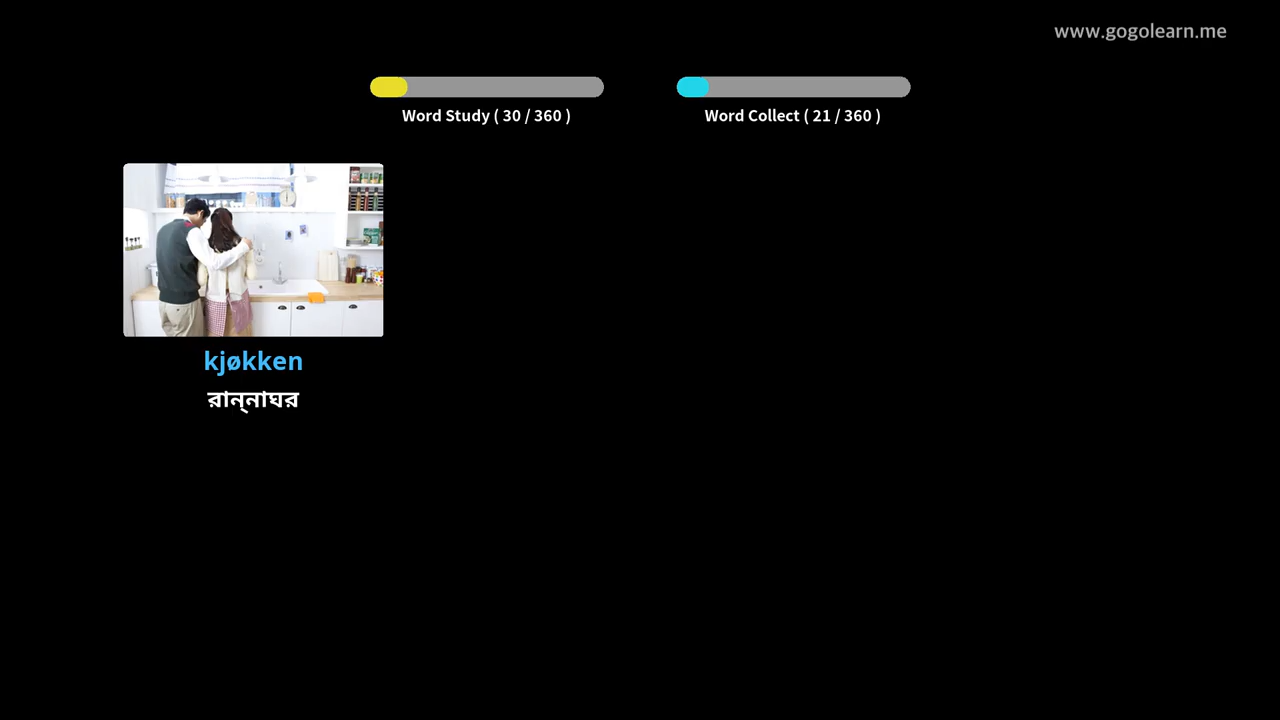 www.gogolearn.me
Word Study ( 30 / 360 )
Word Collect ( 21 / 360 )
kjøkken
রান্নাঘর